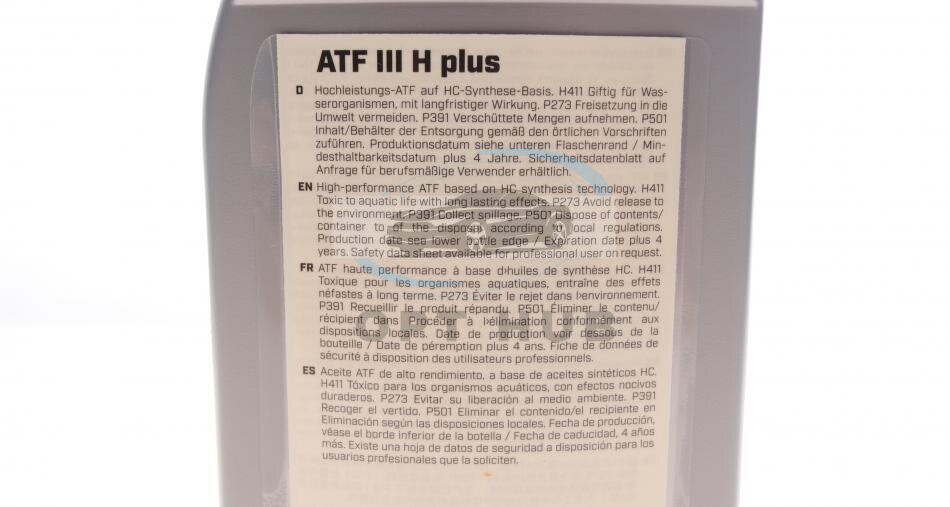 ATF III H plus
D Hochleistungs-ATF auf HC-Synthese-Basis. H411 Giftig für Was-
serorganismen, mit langfristiger Wirkung. P273 Freisetzung in die
Umwelt vermeiden. P391 Verschüttete Mengen aufnehmen. P501
Inhalt/Behälter der Entsorgung gemäß den örtlichen Vorschriften
zuführen. Produktionsdatum siehe unteren Flaschenrand / Min-
desthaltbarkeitsdatum plus 4 Jahre. Sicherheitsdatenblatt auf
Anfrage für berufsmäßige Verwender erhältlich.
EN High-performance ATF based on HC synthesis technology. H411
Toxic to aquatic life with long lasting effects. P273 Avoid release to
the environment. P391 Collect spillage. P501 Dispose of contents/
container to of the disposal according to local regulations.
Production date see lower bottle edge / Expiration date plus 4
years. Safety data sheet available for professional user on request.
FR ATF haute performance à base d›huiles de synthèse HC. H411
Toxique pour les organismes aquatiques, entraîne des effets
néfastes à long terme. P273 Éviter le rejet dans l›environnement.
P391 Recueillir le produit répandu. P501 Éliminer le contenu/
récipient dans Procéder à l›élimination conformément aux
dispositions locales. Date de production voir dessous de la
bouteille / Date de péremption plus 4 ans. Fiche de données de
sécurité à disposition des utilisateurs professionnels.
OPT HUB
ES Aceite ATF de alto rendimiento, a base de aceites sintéticos HC.
H411 Tóxico para los organismos acuáticos, con efectos nocivos
duraderos. P273 Evitar su liberación al medio ambiente. P391
Recoger el vertido. P501 Eliminar el contenido/el recipiente en
Eliminación según las disposiciones locales. Fecha de producción,
véase el borde inferior de la botella / Fecha de caducidad, 4 años
más. Existe una hoja de datos de seguridad a disposición para los
usuarios profesionales que la soliciten.